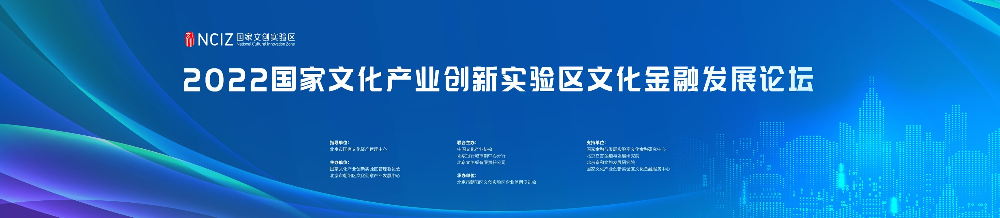 NCIZ 国家文创实验区
National Cultural Innovation Zone
2022国家文化产业创新实验区文化金融发展论坛
指导单位：
北京市国有文化资产管理中心
主办单位：
国家文化产业创新实验区管理委员会
北京市朝阳区文化创意产业发展中心
联合主办：
中国文化产业协会
北京银行城市副中心分行
北京文创板有限责任公司
承办单位：
北京市朝阳区文创实验区企业信用促进会
支持单位：
国家金融与发展实验室文化金融研究中心
北京立言金融与发展研究院
北京京和文旅发展研究院
国家文化产业创新实验区文化金融服务中心